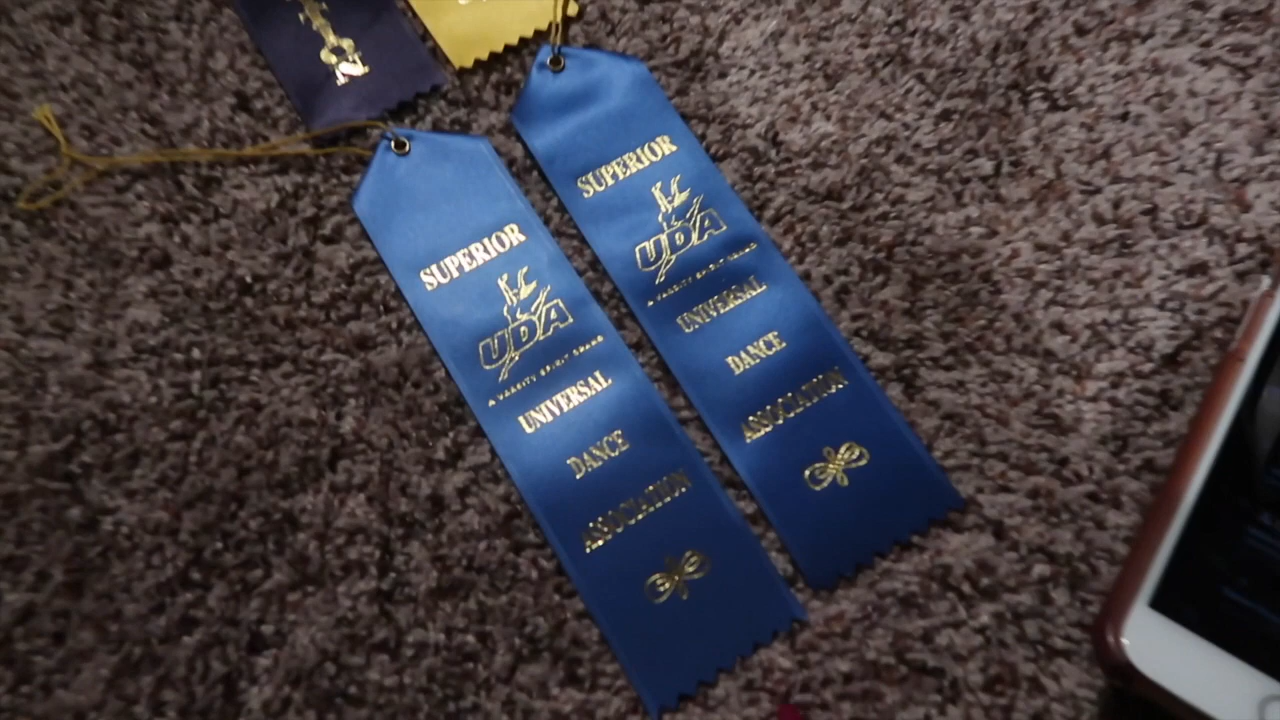 SUPERIOR
UDA
A VARSITY SPIRIT BRAND
UNIVERSAL
DANCE
ASSOCIATION
SUPERIOR
UDA
A VARSITY SPIRIT BRAND
UNIVERSAL
DANCE
ASSOCIATION